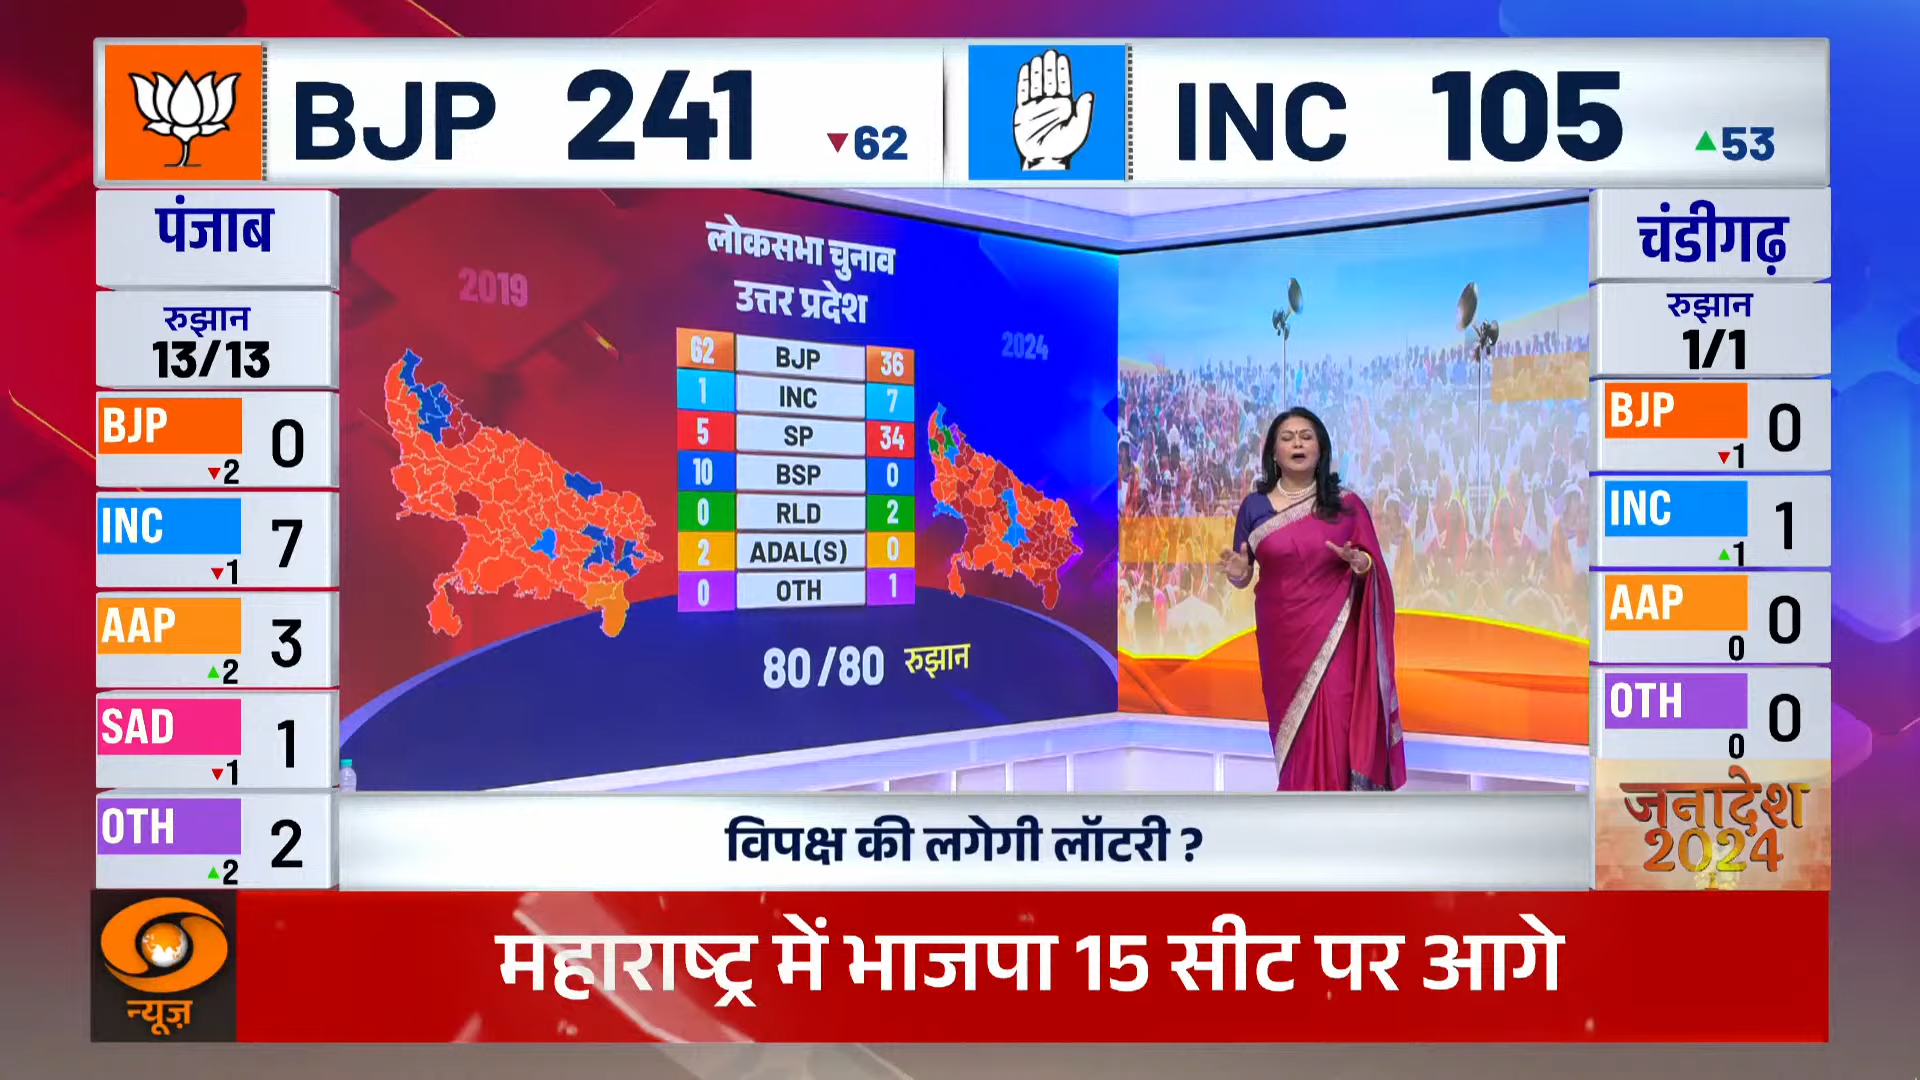 BJP 241 ▼62
INC 105 ▲53
पंजाब
रुझान
13/13
BJP 0
▼2
INC 7
▼1
AAP 3
▲2
SAD 1
▼1
OTH 2
▲2
लोकसभा चुनाव
उत्तर प्रदेश
2019
2024
62 BJP 36
1 INC 7
5 SP 34
10 BSP 0
0 RLD 2
2 ADAL(S) 0
0 OTH 1
80/80 रुझान
चंडीगढ़
रुझान
1/1
BJP 0
▼1
INC 1
▲1
AAP 0
0
OTH 0
0
जनादेश
2024
विपक्ष की लगेगी लॉटरी ?
महाराष्ट्र में भाजपा 15 सीट पर आगे
न्यूज़